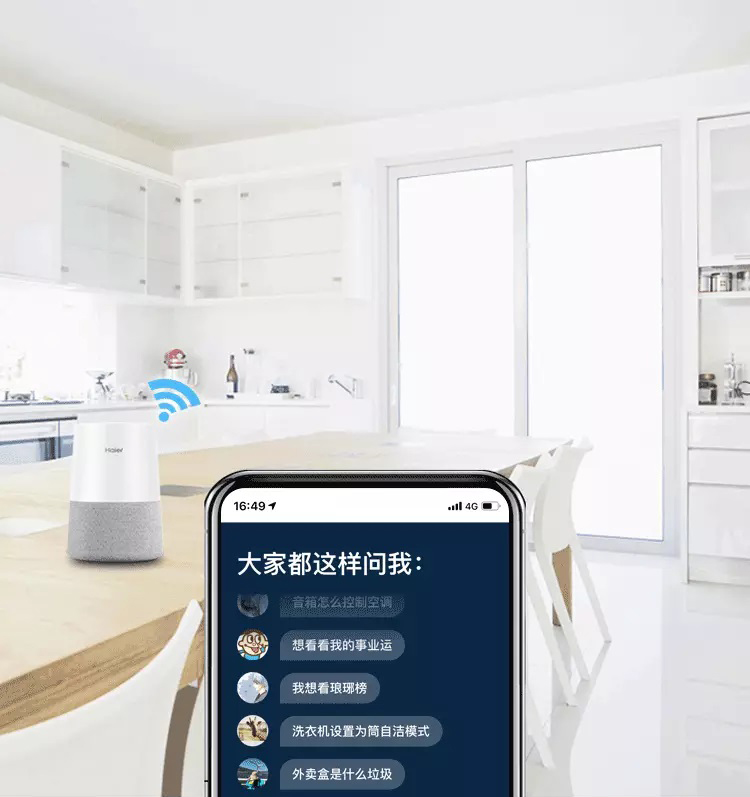 Haier
16:49
4G
大家都这样问我：
音箱怎么控制空调
想看看我的事业运
我想看琅琊榜
洗衣机设置为筒自洁模式
外卖盒是什么垃圾